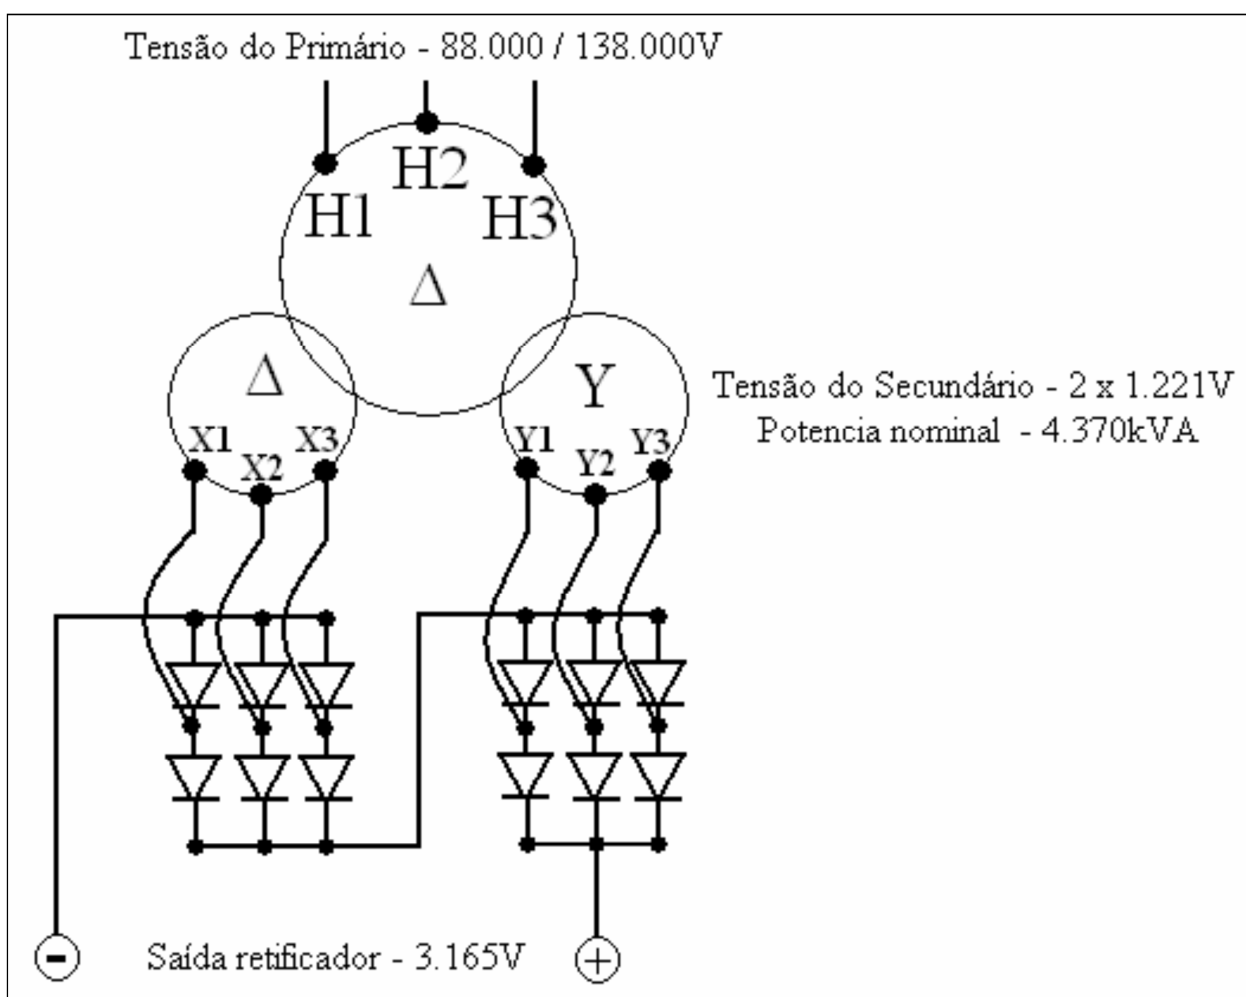 Tensão do Primário - 88.000 / 138.000V
H1 H2 H3
Δ
Δ
Y
X1 X2 X3
Y1 Y2 Y3
Tensão do Secundário - 2 x 1.221V
Potencia nominal - 4.370kVA
- Saída retificador - 3.165V +